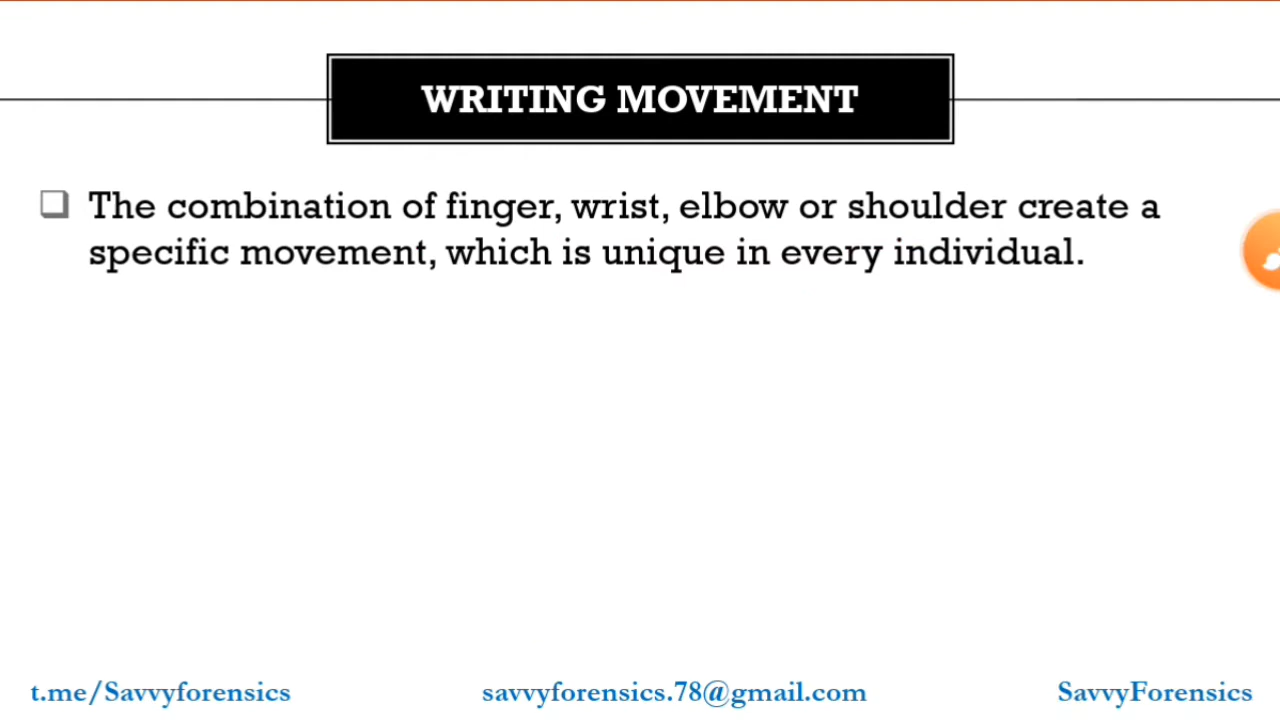 WRITING MOVEMENT
The combination of finger, wrist, elbow or shoulder create a
specific movement, which is unique in every individual.
t.me/Savvyforensics savvyforensics.78@gmail.com SavvyForensics